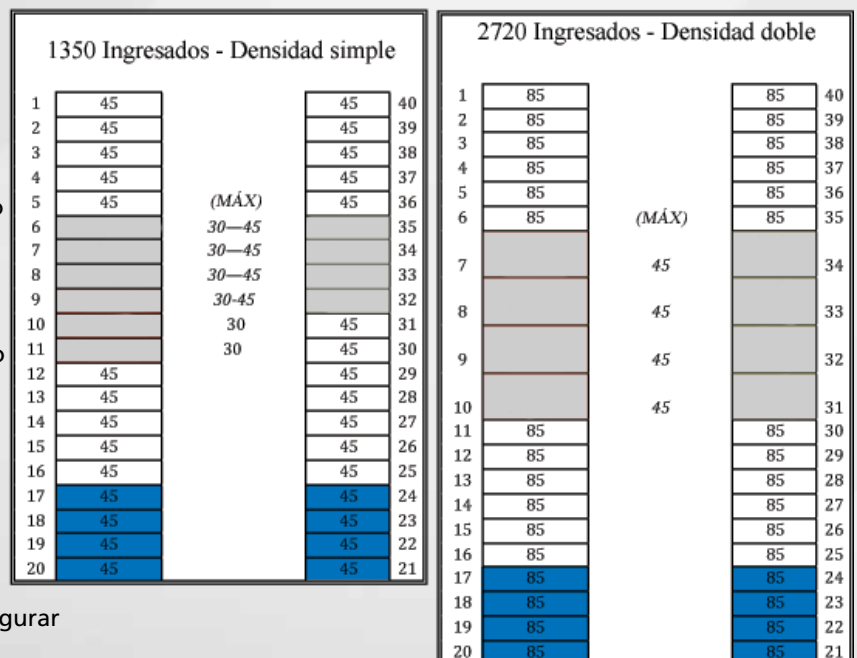 1350 Ingresados - Densidad simple
1 45 45 40
2 45 45 39
3 45 45 38
4 45 45 37
5 45 (MÁX) 45 36
6 30—45 35
7 30—45 34
8 30—45 33
9 30-45 32
10 30 45 31
11 30 45 30
12 45 45 29
13 45 45 28
14 45 45 27
15 45 45 26
16 45 45 25
17 45 45 24
18 45 45 23
19 45 45 22
20 45 45 21
o
o
gurar
2720 Ingresados - Densidad doble
1 85 85 40
2 85 85 39
3 85 85 38
4 85 85 37
5 85 85 36
6 85 (MÁX) 85 35
7 45 34
8 45 33
9 45 32
10 45 31
11 85 85 30
12 85 85 29
13 85 85 28
14 85 85 27
15 85 85 26
16 85 85 25
17 85 85 24
18 85 85 23
19 85 85 22
20 85 85 21